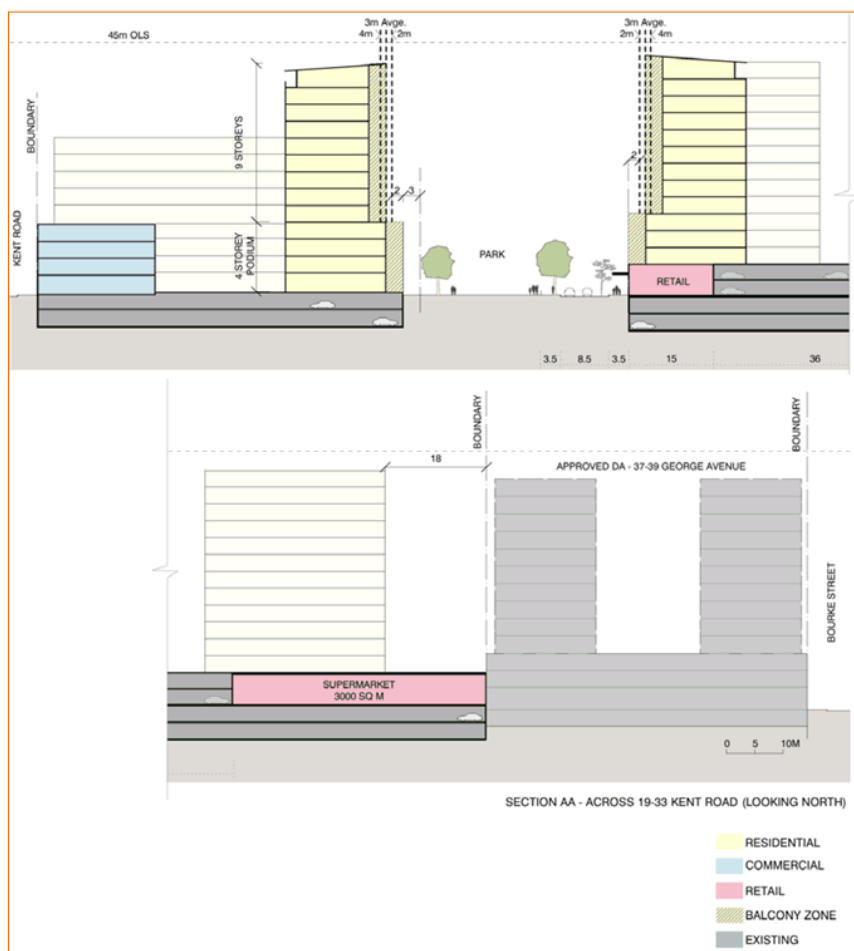 3m Avge.
4m 2m
45m OLS
3m Avge.
2m 4m
BOUNDARY
KENT ROAD
9 STOREYS
4 STOREY
PODIUM
2 3
PARK
2
RETAIL
3.5 8.5 3.5 15 36
BOUNDARY
BOUNDARY
18
APPROVED DA - 37-39 GEORGE AVENUE
BOURKE STREET
SUPERMARKET
3000 SQ M
0 5 10M
SECTION AA - ACROSS 19-33 KENT ROAD (LOOKING NORTH)
RESIDENTIAL
COMMERCIAL
RETAIL
BALCONY ZONE
EXISTING